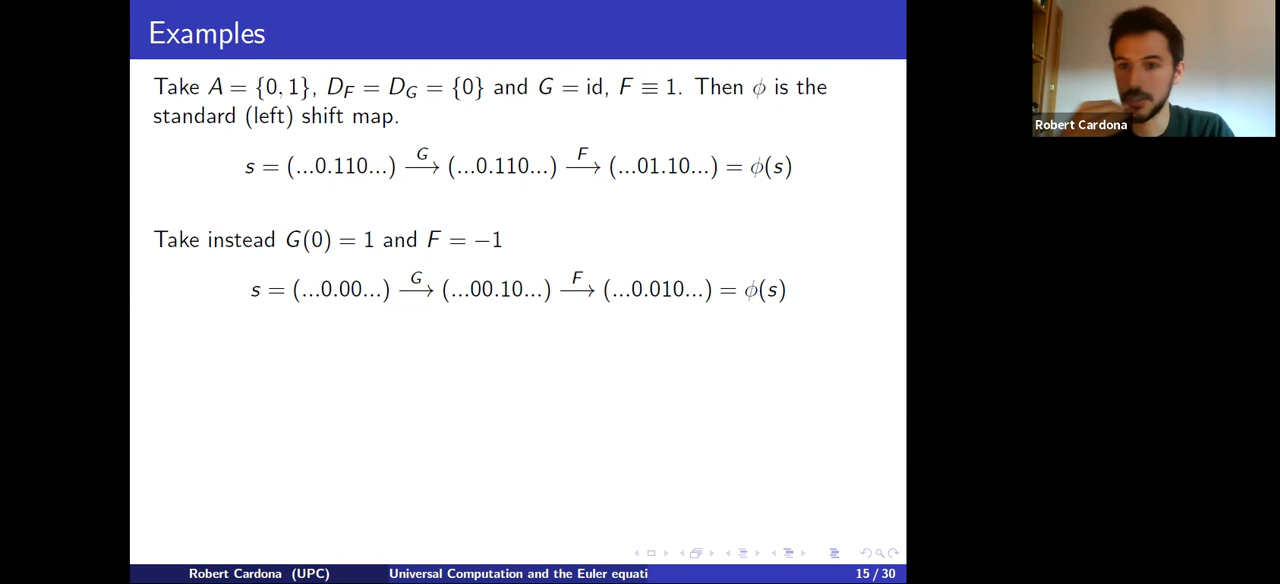 Examples
Robert Cardona
Take A = {0, 1}, D_F = D_G = {0} and G = id, F ≡ 1. Then ϕ is the
standard (left) shift map.
s = (...0.110...) —G→ (...0.110...) —F→ (...01.10...) = ϕ(s)
Take instead G(0) = 1 and F = −1
s = (...0.00...) —G→ (...00.10...) —F→ (...0.010...) = ϕ(s)
Robert Cardona (UPC) Universal Computation and the Euler equati 15 / 30